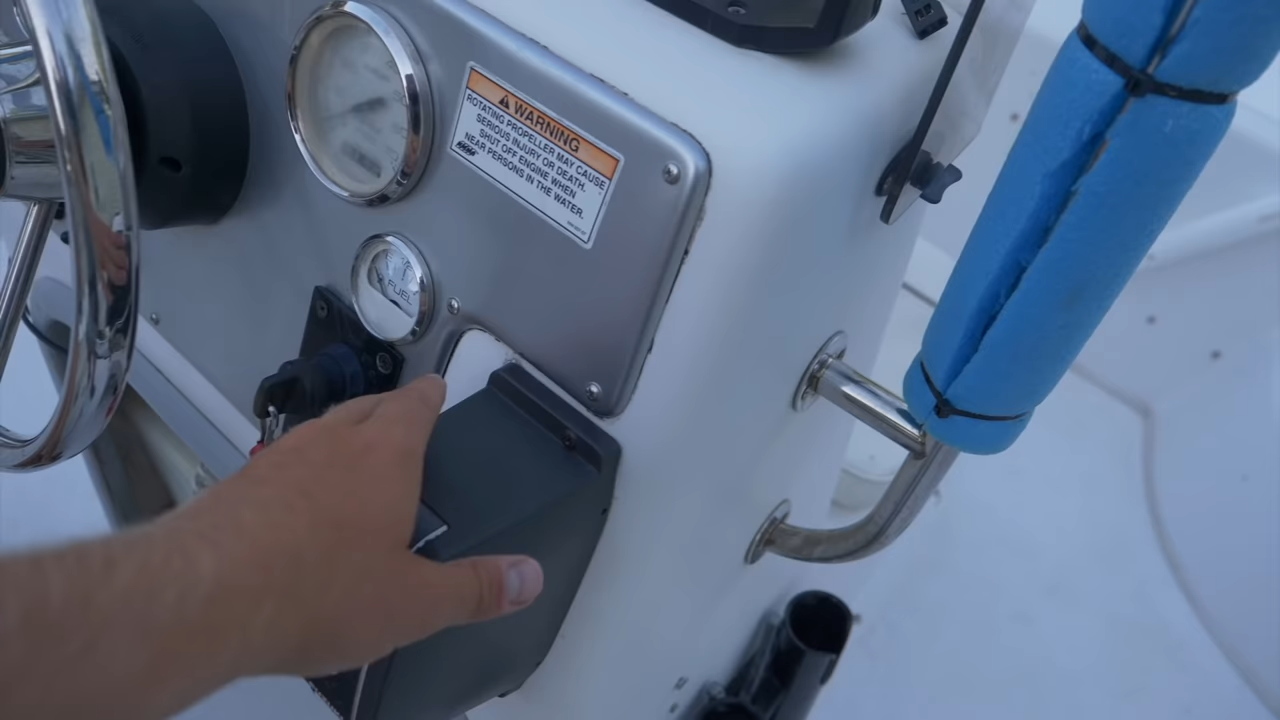 WARNING
ROTATING PROPELLER MAY CAUSE
SERIOUS INJURY OR DEATH.
SHUT OFF ENGINE WHEN
NEAR PERSONS IN THE WATER.
FUEL